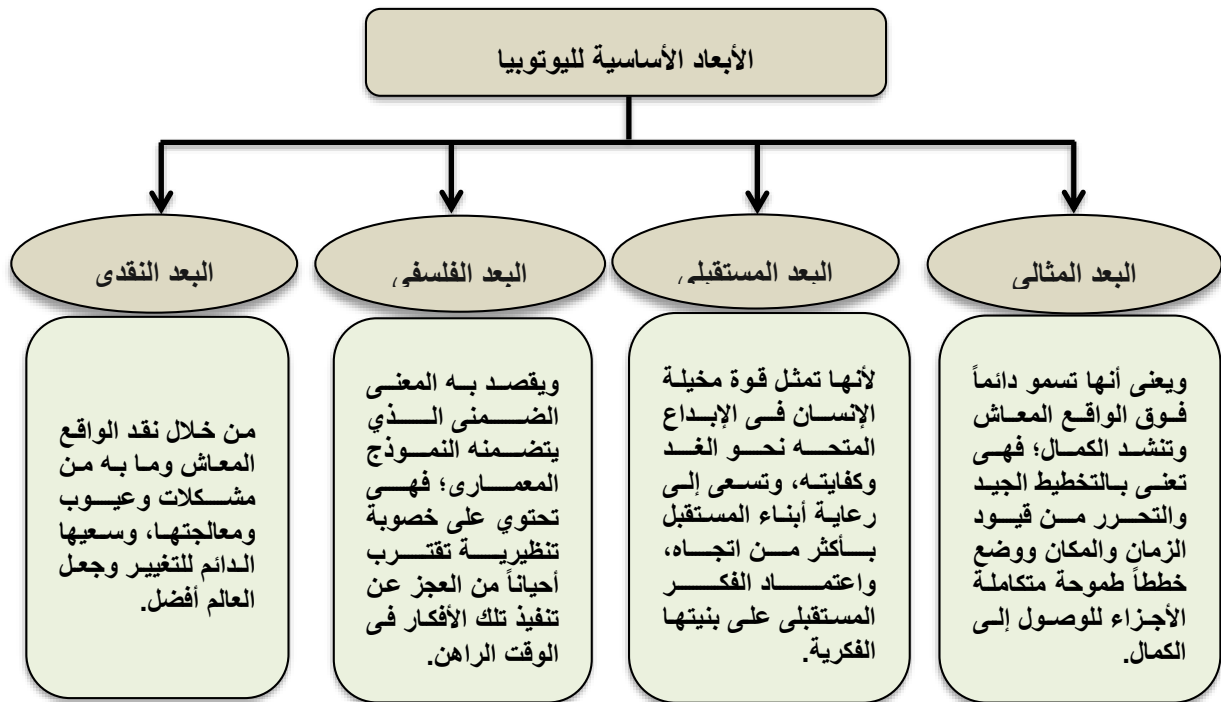 الأبعاد الأساسية لليوتوبيا
البعد المثالى
البعد المستقبلى
البعد الفلسفى
البعد النقدى
ويعنى أنها تسمو دائماً
فوق الواقع المعاش
وتنشد الكمال؛ فهى
تعنى بالتخطيط الجيد
والتحرر من قيود
الزمان والمكان ووضع
خططاً طموحة متكاملة
الأجزاء للوصول إلى
الكمال.
لأنها تمثل قوة مخيلة
الإنسان فى الإبداع
المتجه نحو الغد
وكفايته، وتسعى إلى
رعاية أبناء المستقبل
بأكثر من اتجاه،
واعتماد الفكر
المستقبلى على بنيتها
الفكرية.
ويقصد به المعنى
الضمنى الذي
يتضمنه النموذج
المعمارى؛ فهى
تحتوي على خصوبة
تنظيرية تقترب
أحياناً من العجز عن
تنفيذ تلك الأفكار فى
الوقت الراهن.
من خلال نقد الواقع
المعاش وما به من
مشكلات وعيوب
ومعالجتها، وسعيها
الدائم للتغيير وجعل
العالم أفضل.